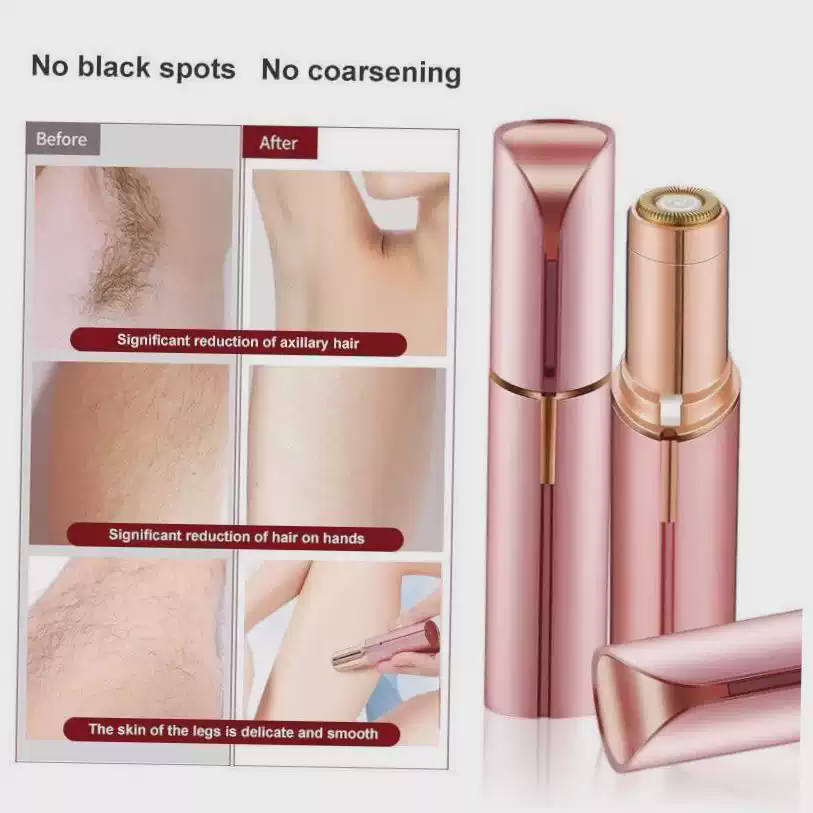 No black spots No coarsening
Before
After
Significant reduction of axillary hair
Significant reduction of hair on hands
The skin of the legs is delicate and smooth